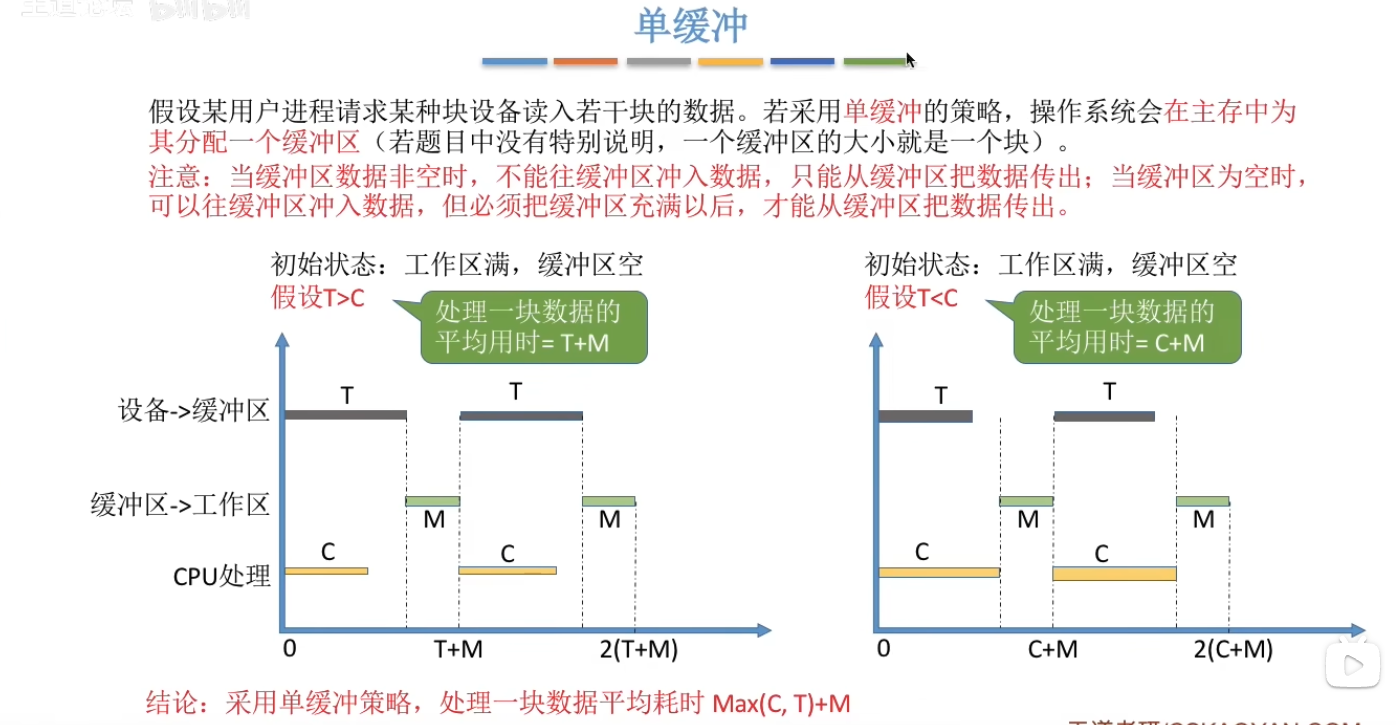 单缓冲
假设某用户进程请求某种块设备读入若干块的数据。若采用单缓冲的策略，操作系统会在主存中为
其分配一个缓冲区（若题目中没有特别说明，一个缓冲区的大小就是一个块）。
注意：当缓冲区数据非空时，不能往缓冲区冲入数据，只能从缓冲区把数据传出；当缓冲区为空时，
可以往缓冲区冲入数据，但必须把缓冲区充满以后，才能从缓冲区把数据传出。
初始状态：工作区满，缓冲区空
假设T>C
处理一块数据的
平均用时= T+M
设备->缓冲区
T
T
缓冲区->工作区
M
M
CPU处理
C
C
0
T+M
2(T+M)
初始状态：工作区满，缓冲区空
假设T<C
处理一块数据的
平均用时= C+M
T
T
M
M
C
C
0
C+M
2(C+M)
结论：采用单缓冲策略，处理一块数据平均耗时 Max(C, T)+M